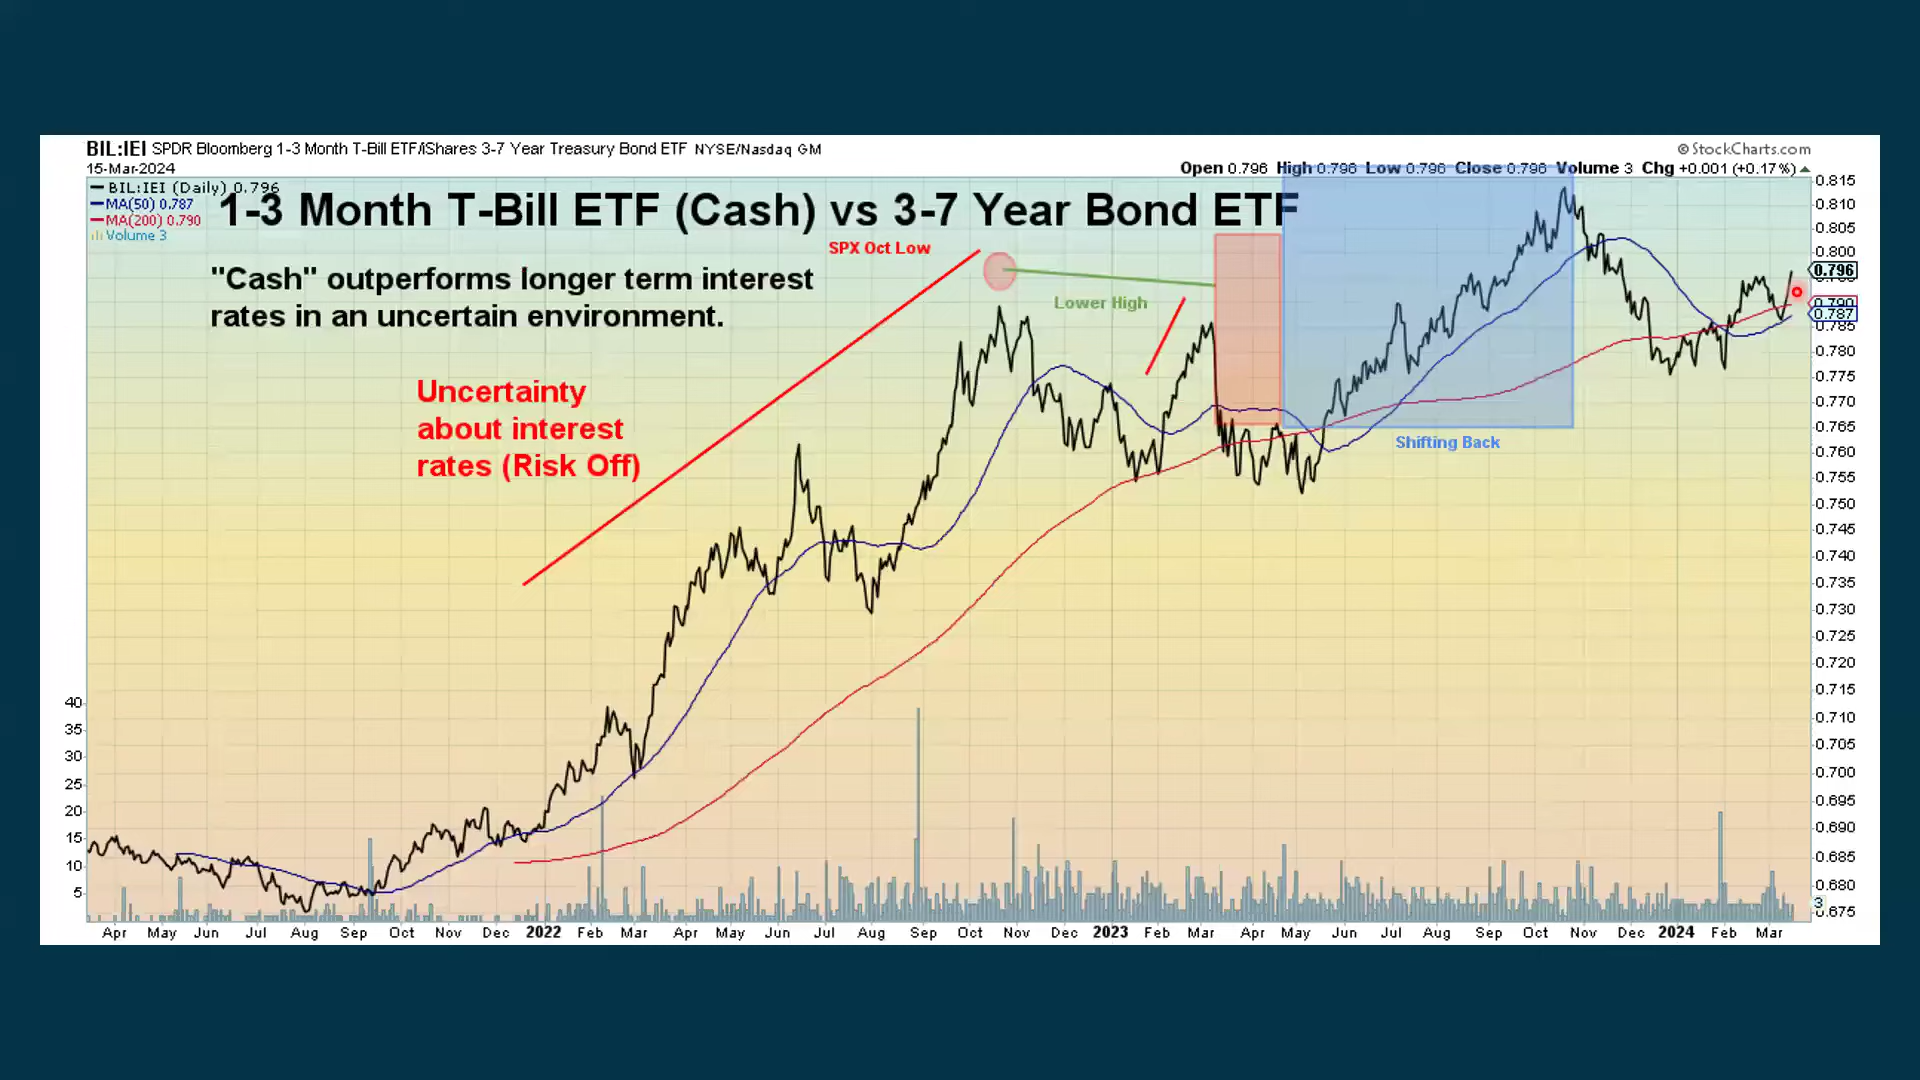 BIL:IEI SPDR Bloomberg 1-3 Month T-Bill ETF/iShares 3-7 Year Treasury Bond ETF NYSE/Nasdaq GM
© StockCharts.com
15-Mar-2024
Open 0.796 High 0.796 Low 0.796 Close 0.796 Volume 3 Chg +0.001 (+0.17%)
BIL:IEI (Daily) 0.796
MA(50) 0.787
MA(200) 0.790
Volume 3
1-3 Month T-Bill ETF (Cash) vs 3-7 Year Bond ETF
SPX Oct Low
"Cash" outperforms longer term interest
rates in an uncertain environment.
Lower High
Uncertainty
about interest
rates (Risk Off)
Shifting Back
0.815
0.810
0.805
0.800
0.796
0.790
0.787
0.785
0.780
0.775
0.770
0.765
0.760
0.755
0.750
0.745
0.740
0.735
0.730
0.725
0.720
0.715
0.710
0.705
0.700
0.695
0.690
0.685
0.680
3
0.675
40
35
30
25
20
15
10
5
Apr May Jun Jul Aug Sep Oct Nov Dec 2022 Feb Mar Apr May Jun Jul Aug Sep Oct Nov Dec 2023 Feb Mar Apr May Jun Jul Aug Sep Oct Nov Dec 2024 Feb Mar